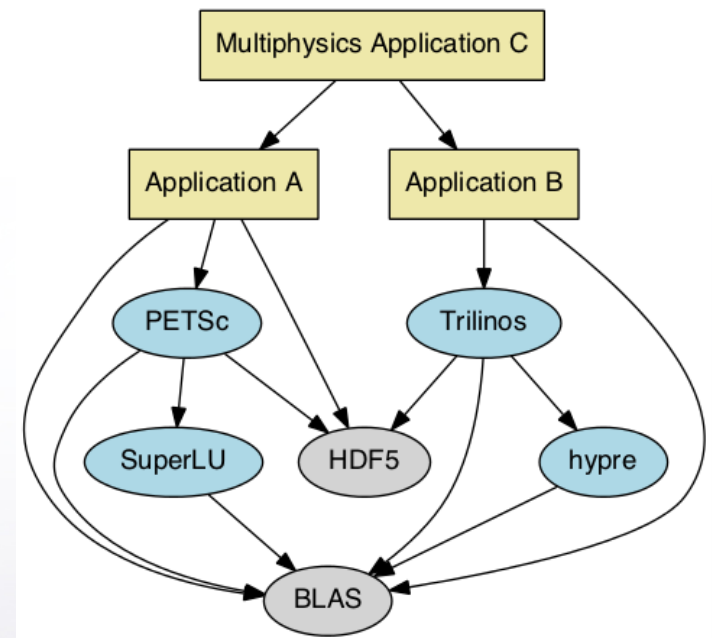 Multiphysics Application C
Application A
Application B
PETSc
Trilinos
SuperLU
HDF5
hypre
BLAS